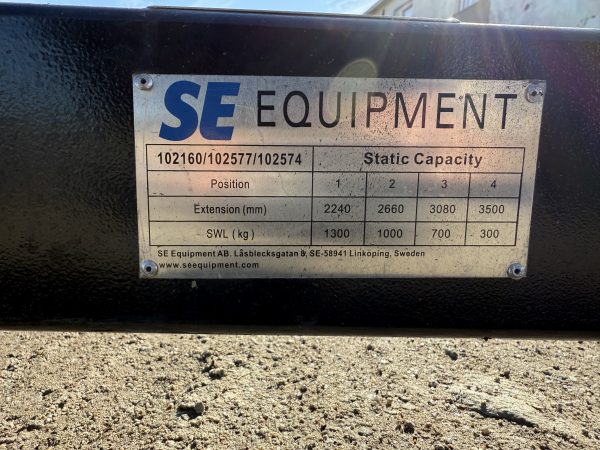 SE EQUIPMENT
102160/102577/102574 Static Capacity
Position 1 2 3 4
Extension (mm) 2240 2660 3080 3500
SWL (kg) 1300 1000 700 300
SE Equipment AB. Låsblecksgatan 8, SE-58941 Linkoping, Sweden
www.seequipment.com